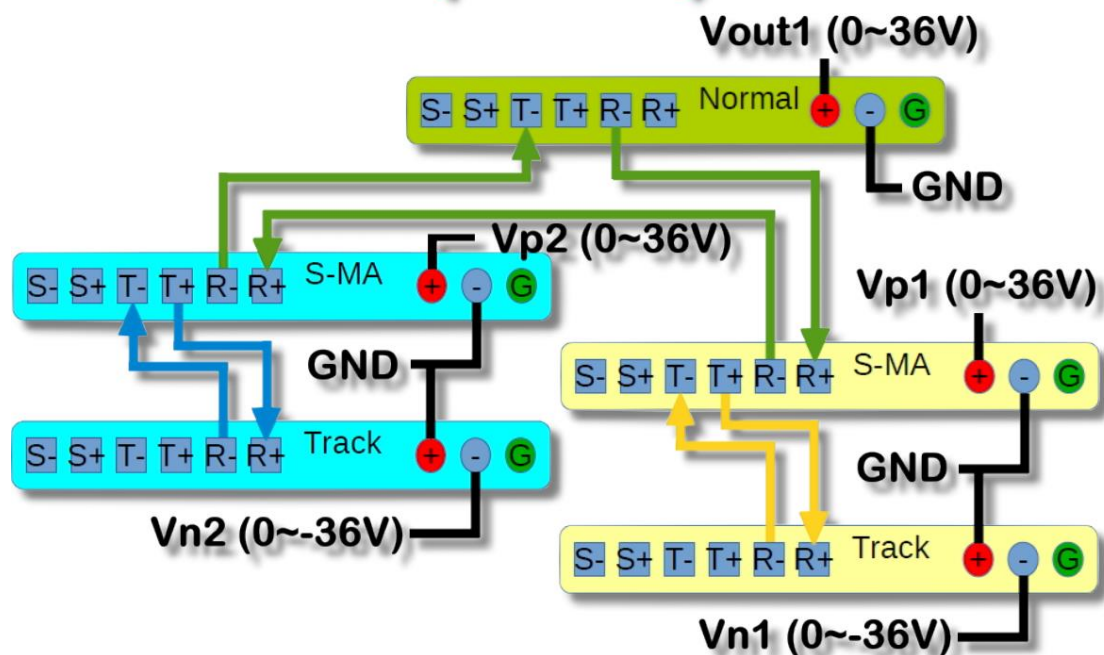 Vout1 (0~36V)
S- S+ T- T+ R- R+ Normal + - G
GND
Vp2 (0~36V)
S- S+ T- T+ R- R+ S-MA + - G
Vp1 (0~36V)
GND
S- S+ T- T+ R- R+ S-MA + - G
S- S+ T- T+ R- R+ Track + - G
GND
Vn2 (0~-36V)
S- S+ T- T+ R- R+ Track + - G
Vn1 (0~-36V)